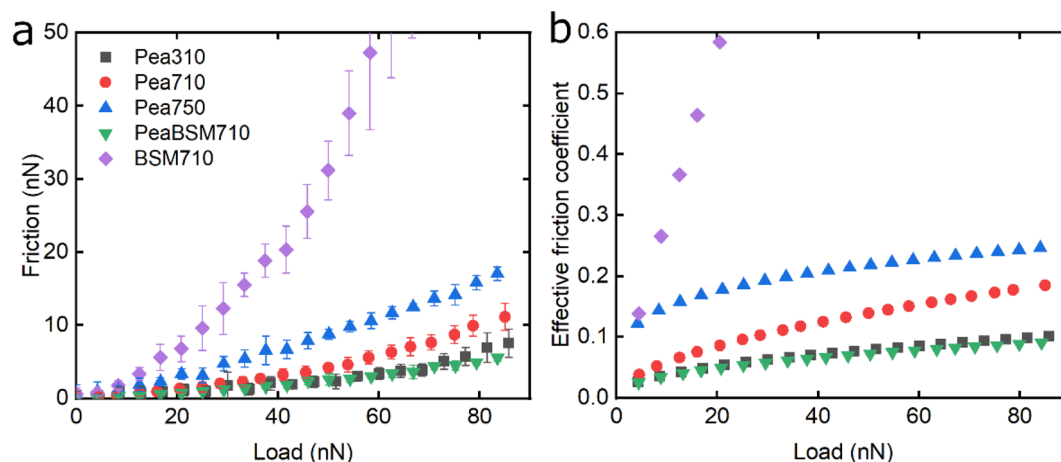 a
50
40
30
20
10
0
Friction (nN)
Pea310
Pea710
Pea750
PeaBSM710
BSM710
0 20 40 60 80
Load (nN)
b
0.6
0.5
0.4
0.3
0.2
0.1
0.0
Effective friction coefficient
0 20 40 60 80
Load (nN)